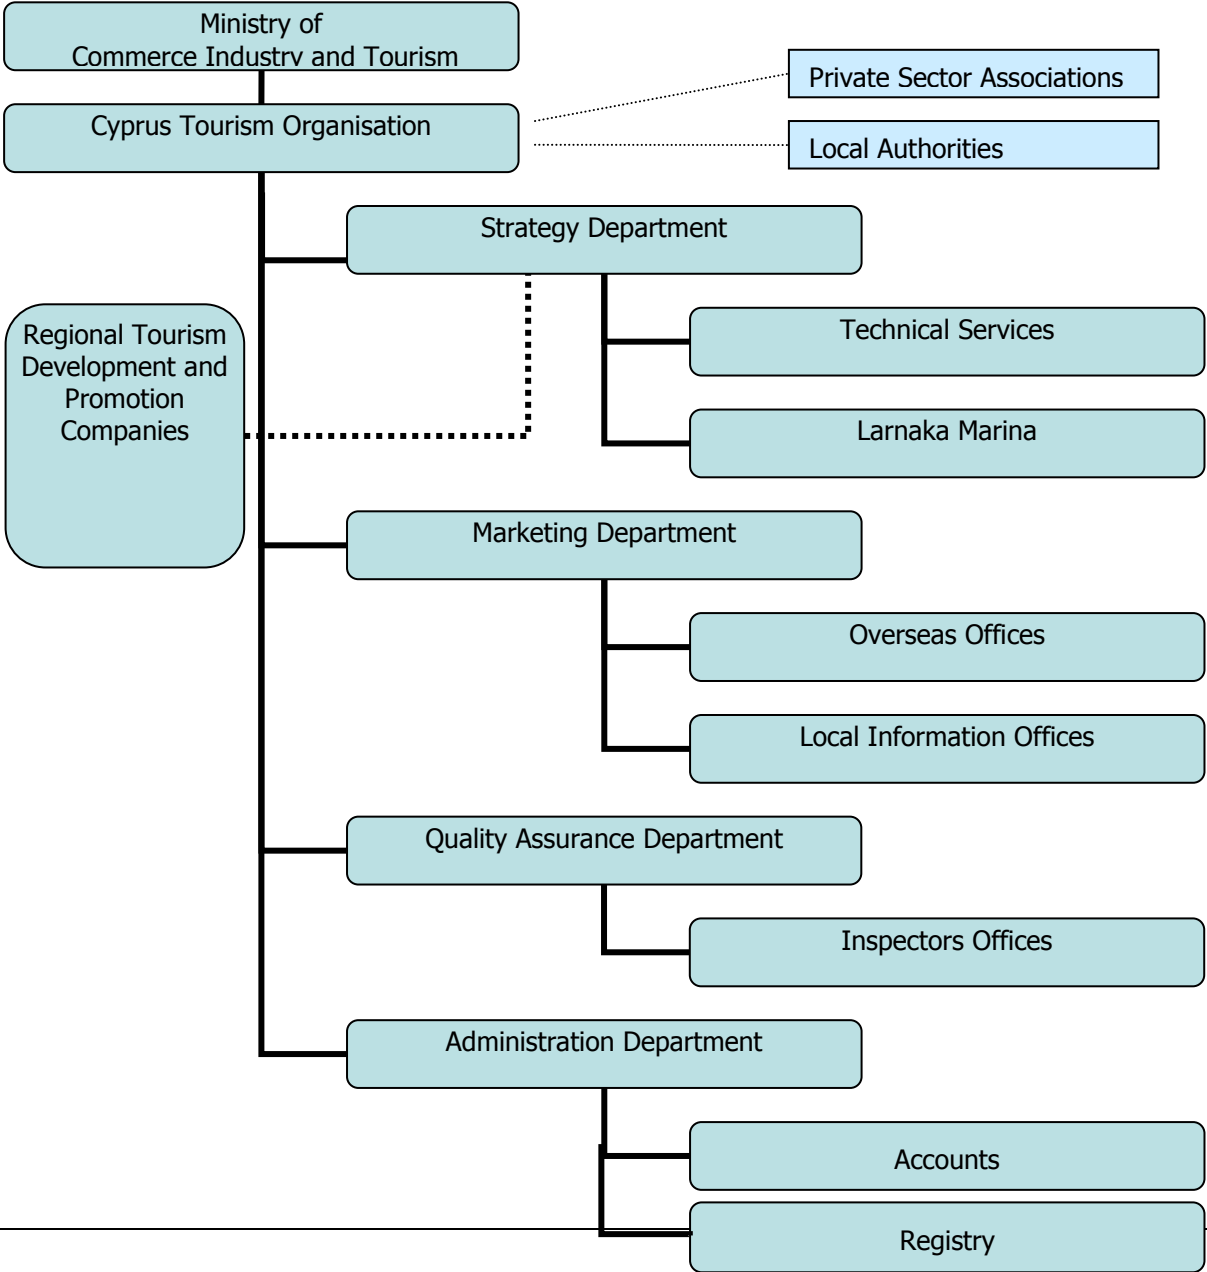 Ministry of
Commerce Industry and Tourism
Private Sector Associations
Cyprus Tourism Organisation
Local Authorities
Strategy Department
Regional Tourism
Development and
Promotion
Companies
Technical Services
Larnaka Marina
Marketing Department
Overseas Offices
Local Information Offices
Quality Assurance Department
Inspectors Offices
Administration Department
Accounts
Registry